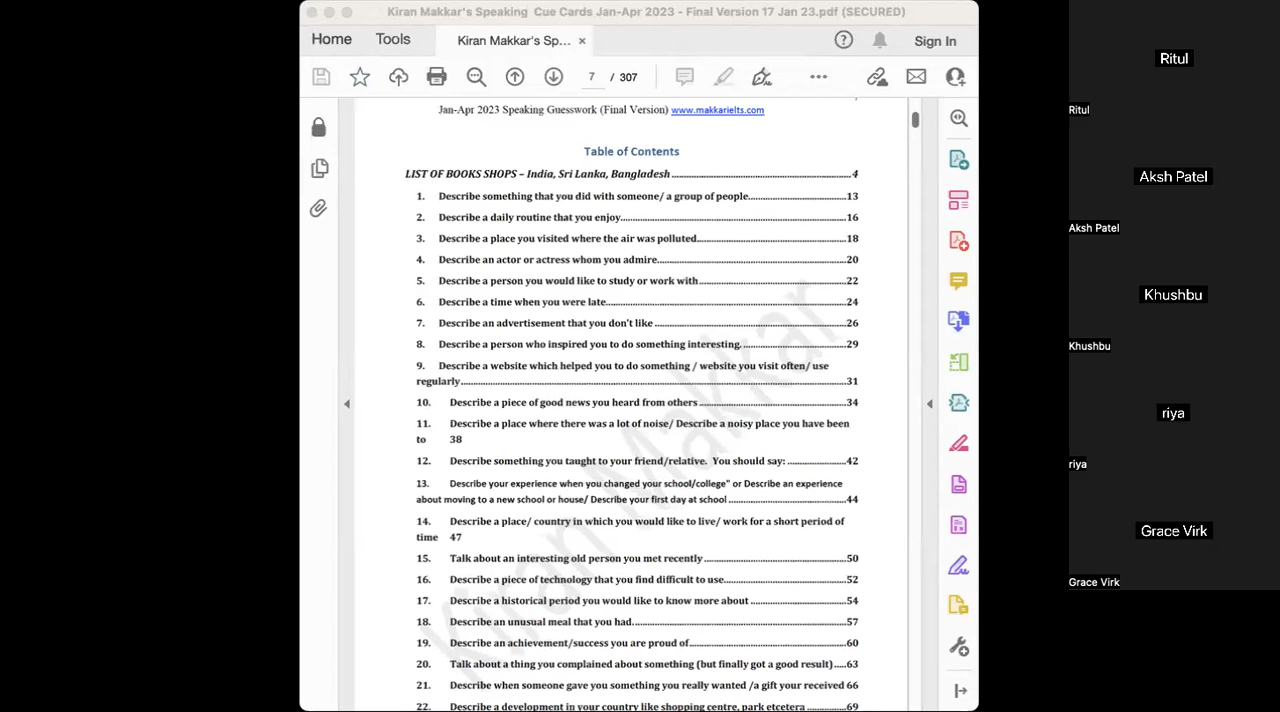 Kiran Makkar's Speaking  Cue Cards Jan-Apr 2023 - Final Version 17 Jan 23.pdf (SECURED)
Home Tools Kiran Makkar's Sp... × Sign In
7 / 307
Jan-Apr 2023 Speaking Guesswork (Final Version) www.makkarielts.com
Table of Contents
LIST OF BOOKS SHOPS – India, Sri Lanka, Bangladesh 4
1. Describe something that you did with someone/ a group of people 13
2. Describe a daily routine that you enjoy 16
3. Describe a place you visited where the air was polluted 18
4. Describe an actor or actress whom you admire 20
5. Describe a person you would like to study or work with 22
6. Describe a time when you were late 24
7. Describe an advertisement that you don't like 26
8. Describe a person who inspired you to do something interesting. 29
9. Describe a website which helped you to do something / website you visit often/ use
regularly 31
10. Describe a piece of good news you heard from others 34
11. Describe a place where there was a lot of noise/ Describe a noisy place you have been
to 38
12. Describe something you taught to your friend/relative. You should say: 42
13. Describe your experience when you changed your school/college" or Describe an experience
about moving to a new school or house/ Describe your first day at school 44
14. Describe a place/ country in which you would like to live/ work for a short period of
time 47
15. Talk about an interesting old person you met recently 50
16. Describe a piece of technology that you find difficult to use 52
17. Describe a historical period you would like to know more about 54
18. Describe an unusual meal that you had. 57
19. Describe an achievement/success you are proud of 60
20. Talk about a thing you complained about something (but finally got a good result) 63
21. Describe when someone gave you something you really wanted /a gift your received 66
22. Describe a development in your country like shopping centre, park etcetera 69
Kiran Makkar
Ritul
Ritul
Aksh Patel
Aksh Patel
Khushbu
Khushbu
riya
riya
Grace Virk
Grace Virk